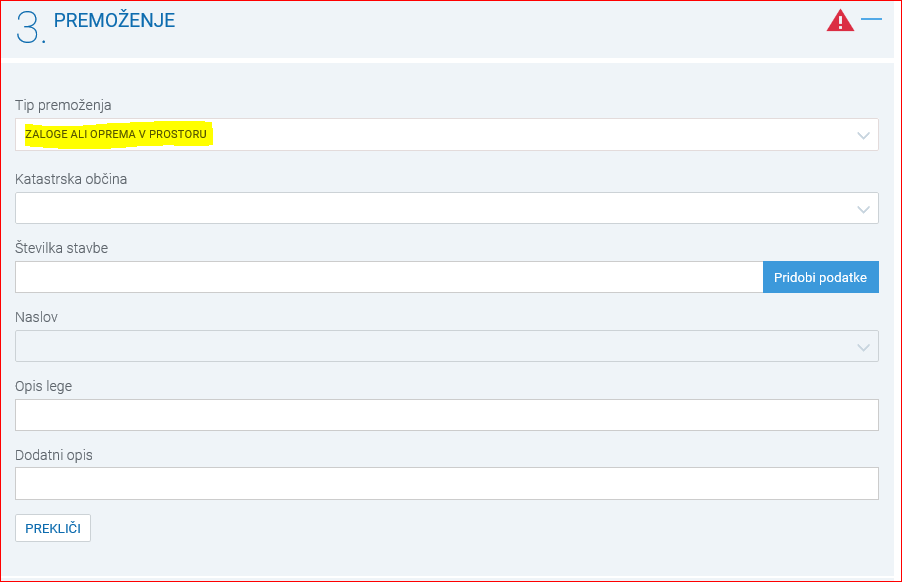 3. PREMOŽENJE
Tip premoženja
ZALOGE ALI OPREMA V PROSTORU
Katastrska občina
Številka stavbe
Pridobi podatke
Naslov
Opis lege
Dodatni opis
PREKLIČI